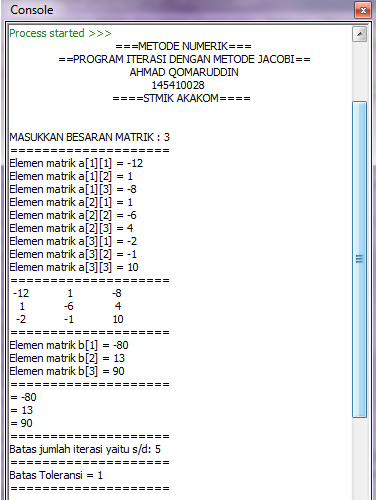 Console
Process started >>>
===METODE NUMERIK===
==PROGRAM ITERASI DENGAN METODE JACOBI==
AHMAD QOMARUDDIN
145410028
====STMIK AKAKOM====
MASUKKAN BESARAN MATRIK : 3
====================
Elemen matrik a[1][1] = -12
Elemen matrik a[1][2] = 1
Elemen matrik a[1][3] = -8
Elemen matrik a[2][1] = 1
Elemen matrik a[2][2] = -6
Elemen matrik a[2][3] = 4
Elemen matrik a[3][1] = -2
Elemen matrik a[3][2] = -1
Elemen matrik a[3][3] = 10
====================
-12 1 -8
1 -6 4
-2 -1 10
====================
Elemen matrik b[1] = -80
Elemen matrik b[2] = 13
Elemen matrik b[3] = 90
====================
= -80
= 13
= 90
====================
Batas jumlah iterasi yaitu s/d: 5
====================
Batas Toleransi = 1
====================